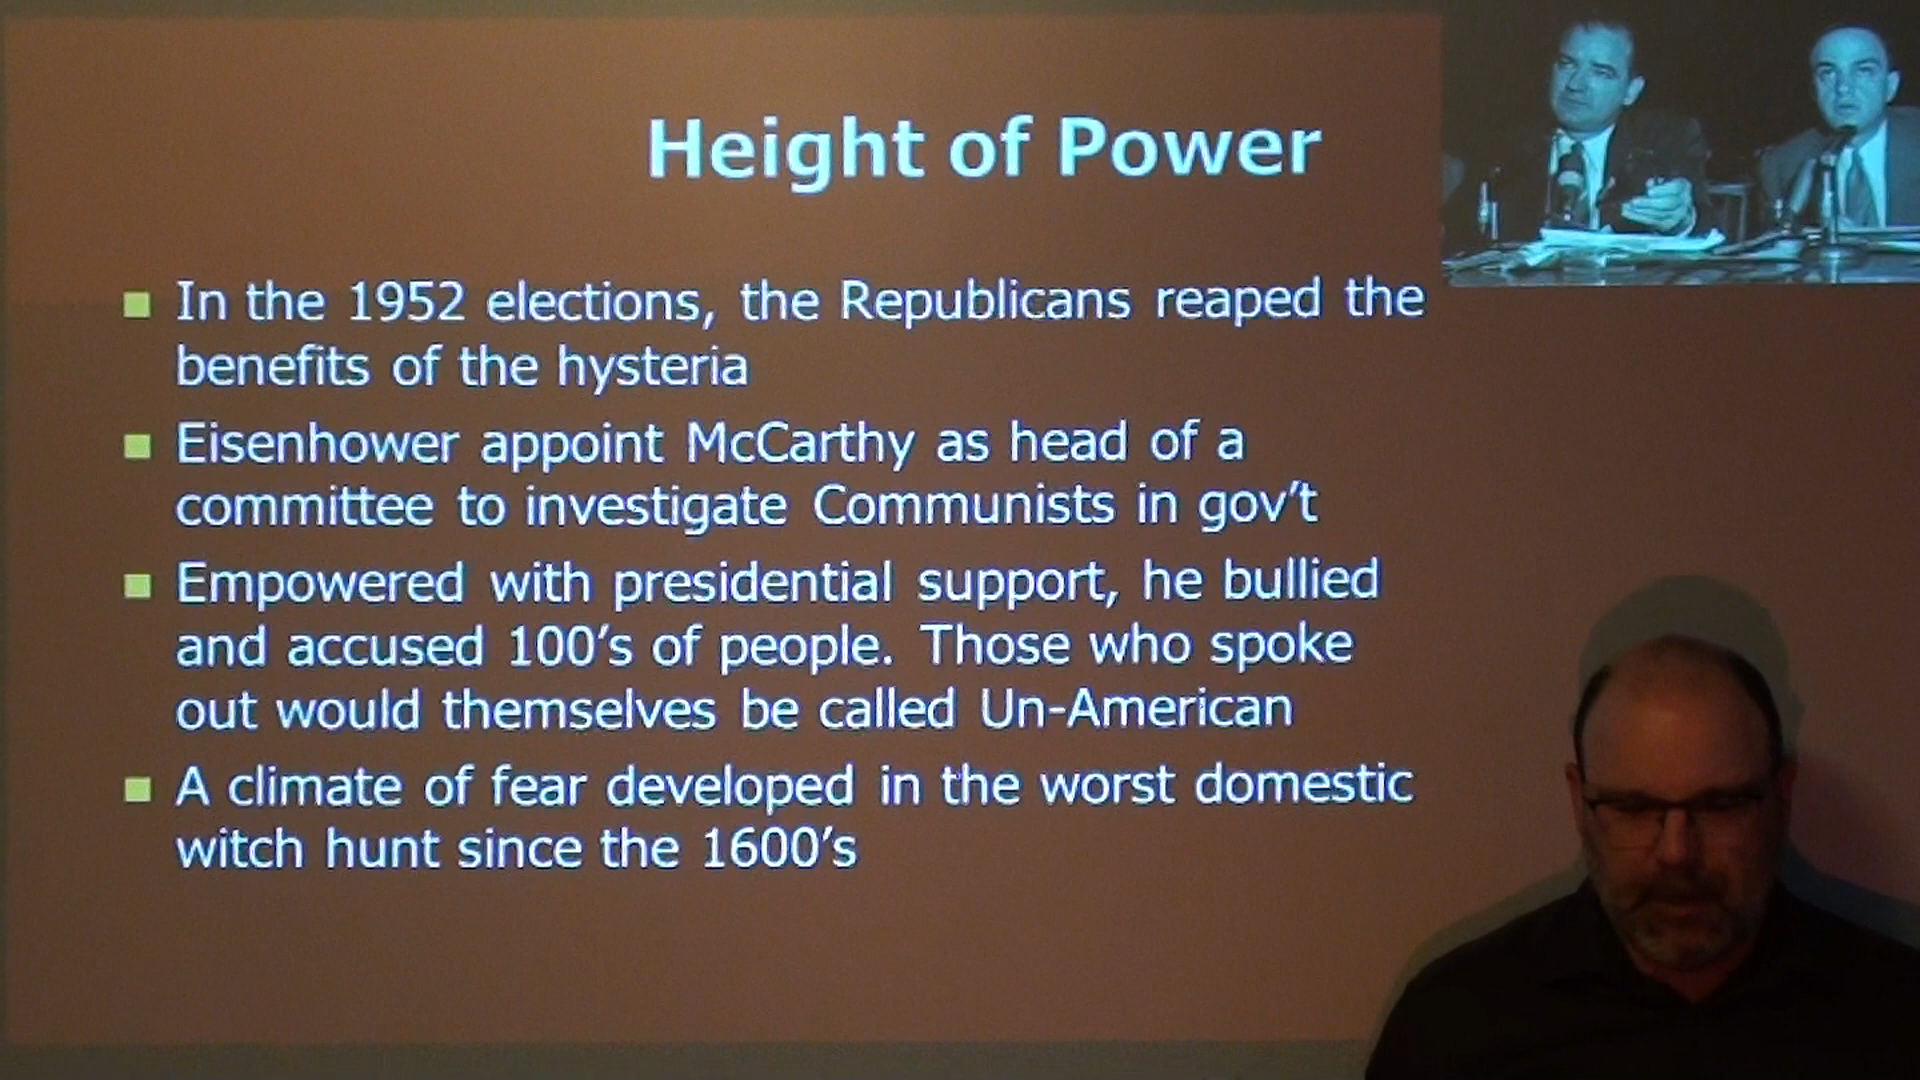 Height of Power
In the 1952 elections, the Republicans reaped the
benefits of the hysteria
Eisenhower appoint McCarthy as head of a
committee to investigate Communists in gov't
Empowered with presidential support, he bullied
and accused 100's of people. Those who spoke
out would themselves be called Un-American
A climate of fear developed in the worst domestic
witch hunt since the 1600's